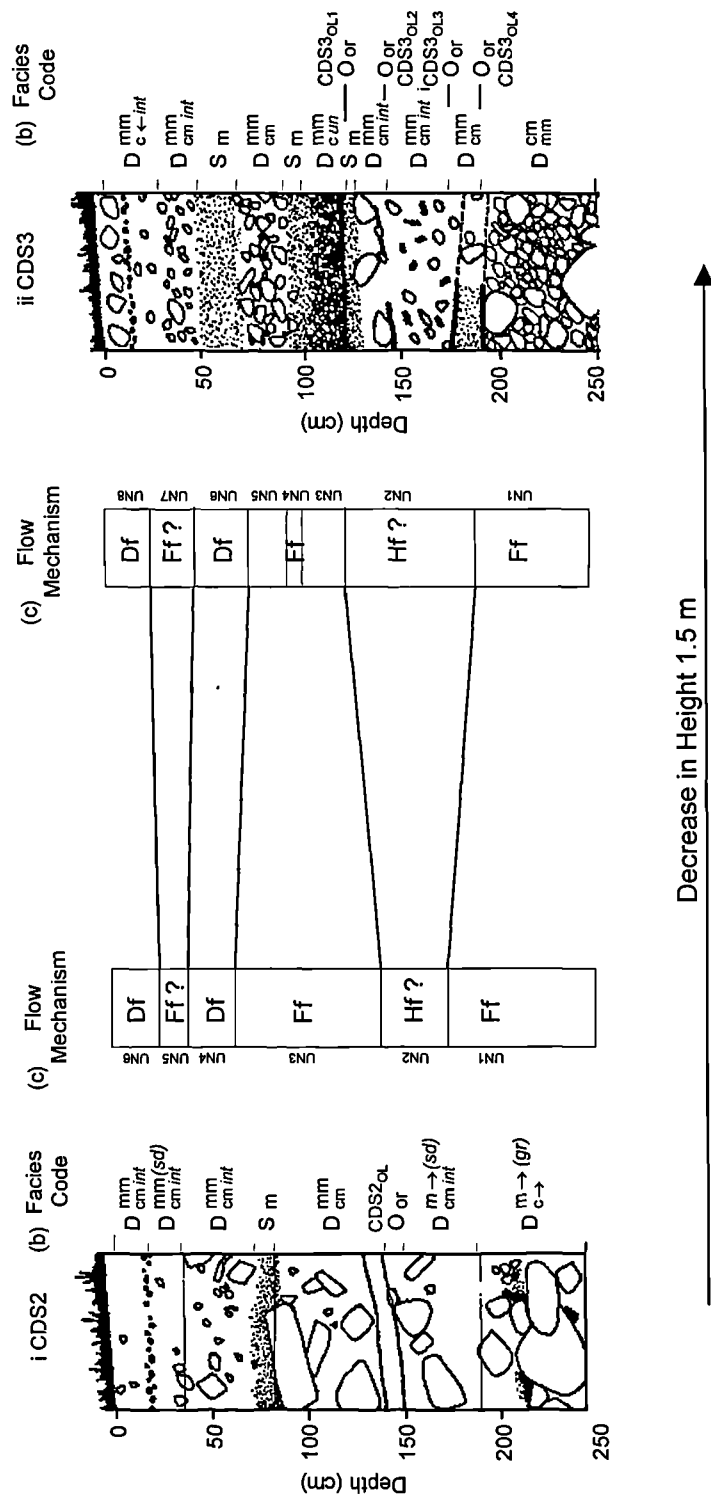 i CDS2
(b) Facies
Code
Depth (cm)
0
50
100
150
200
250
D mm cm int
D mm(sd) cm int
D mm cm int
S m
D mm cm
CDS2OL
O or
D m→(sd) cm int
D m→(gr) c→
(c) Flow
Mechanism
UN6 Df
UN5 Ff ?
UN4 Df
UN3 Ff
UN2 Hf ?
UN1 Ff
(c) Flow
Mechanism
Df UN8
Ff ? UN7
Df UN6
UN5
Ff UN4
UN3
Hf ? UN2
Ff UN1
ii CDS3
(b) Facies
Code
Depth (cm)
0
50
100
150
200
250
D mm c←int
D mm cm int
S m
D mm cm
S m
D mm c un
CDS3OL1
S m — O or
D mm cm int — O or
CDS3OL2
D mm cm int
CDS3OL3
— O or
D mm cm — O or
CDS3OL4
D cm mm
Decrease in Height 1.5 m